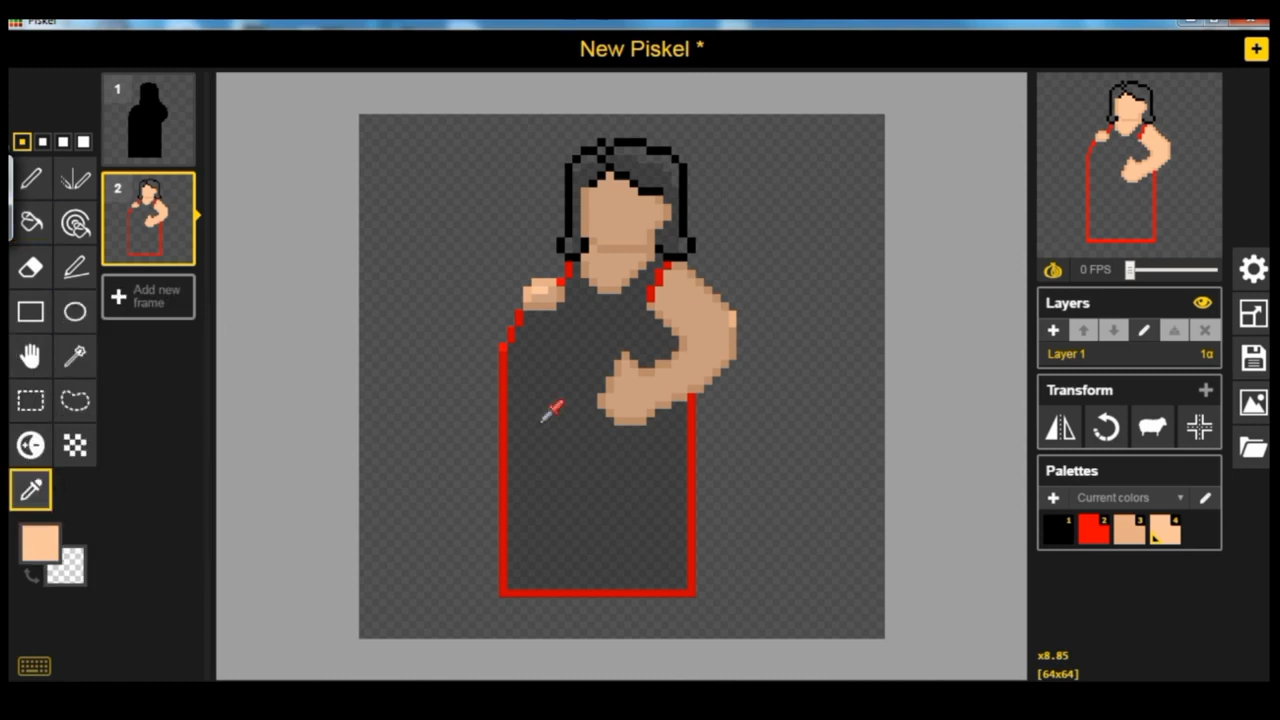 Piskel
New Piskel *
+
1
2
Add new
frame
0 FPS
Layers
Layer 1
1α
Transform
Palettes
Current colors
1
2
3
4
x8.85
[64x64]